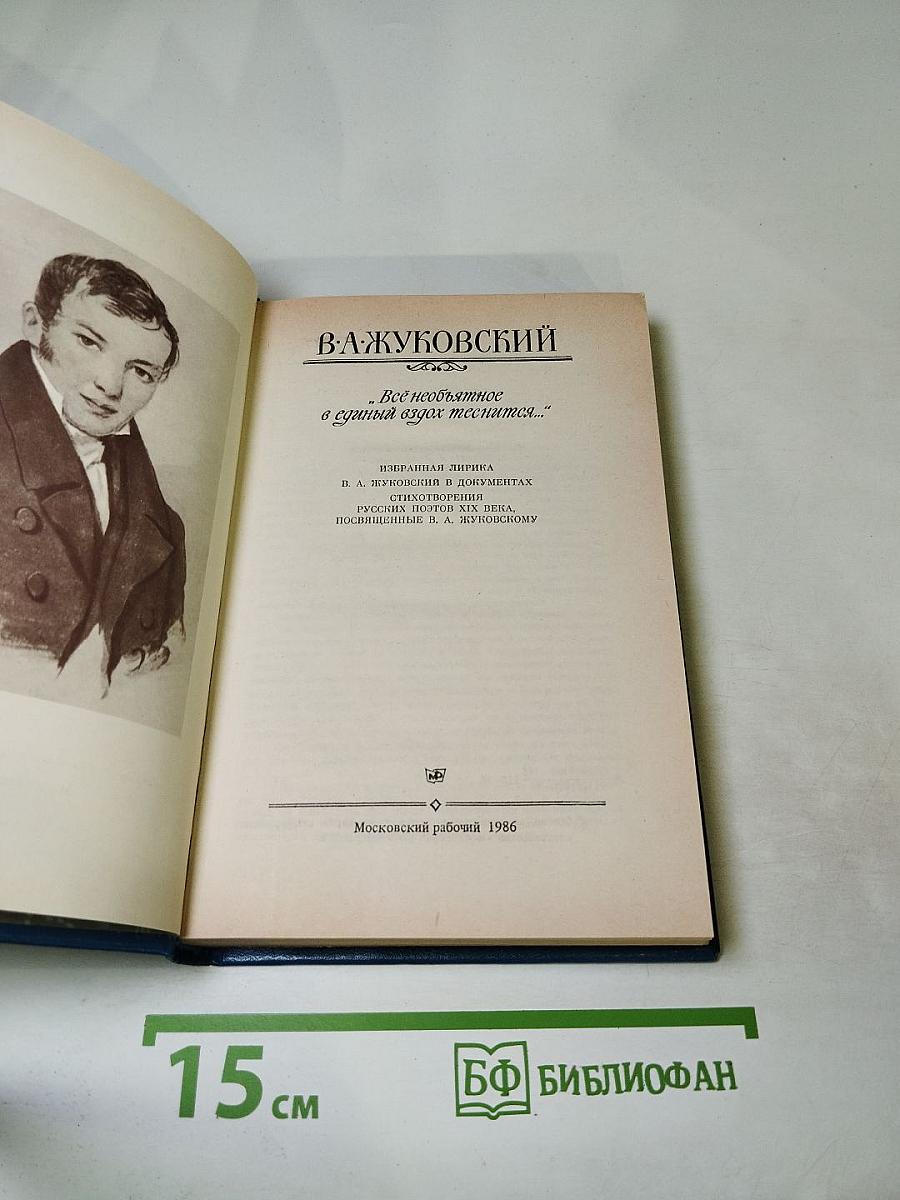 В·А·ЖУКОВСКИЙ
„Всё необъятное
в единый вздох теснится..."
ИЗБРАННАЯ ЛИРИКА
В. А. ЖУКОВСКИЙ В ДОКУМЕНТАХ
СТИХОТВОРЕНИЯ
РУССКИХ ПОЭТОВ XIX ВЕКА,
ПОСВЯЩЕННЫЕ В. А. ЖУКОВСКОМУ
МР
Московский рабочий 1986
15 см
БФ БИБЛИОФАН